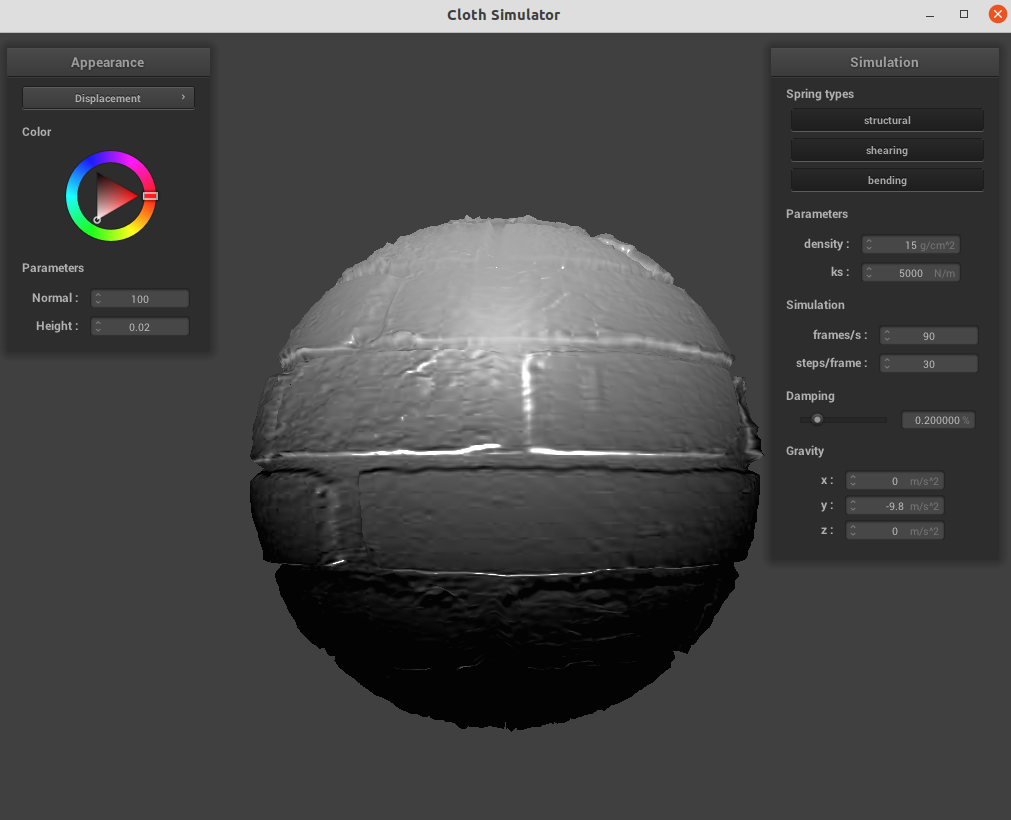 Cloth Simulator
Appearance
Displacement
Color
Parameters
Normal : 100
Height : 0.02
Simulation
Spring types
structural
shearing
bending
Parameters
density : 15 g/cm^2
ks : 5000 N/m
Simulation
frames/s : 90
steps/frame : 30
Damping
0.200000 %
Gravity
x : 0 m/s^2
y : -9.8 m/s^2
z : 0 m/s^2